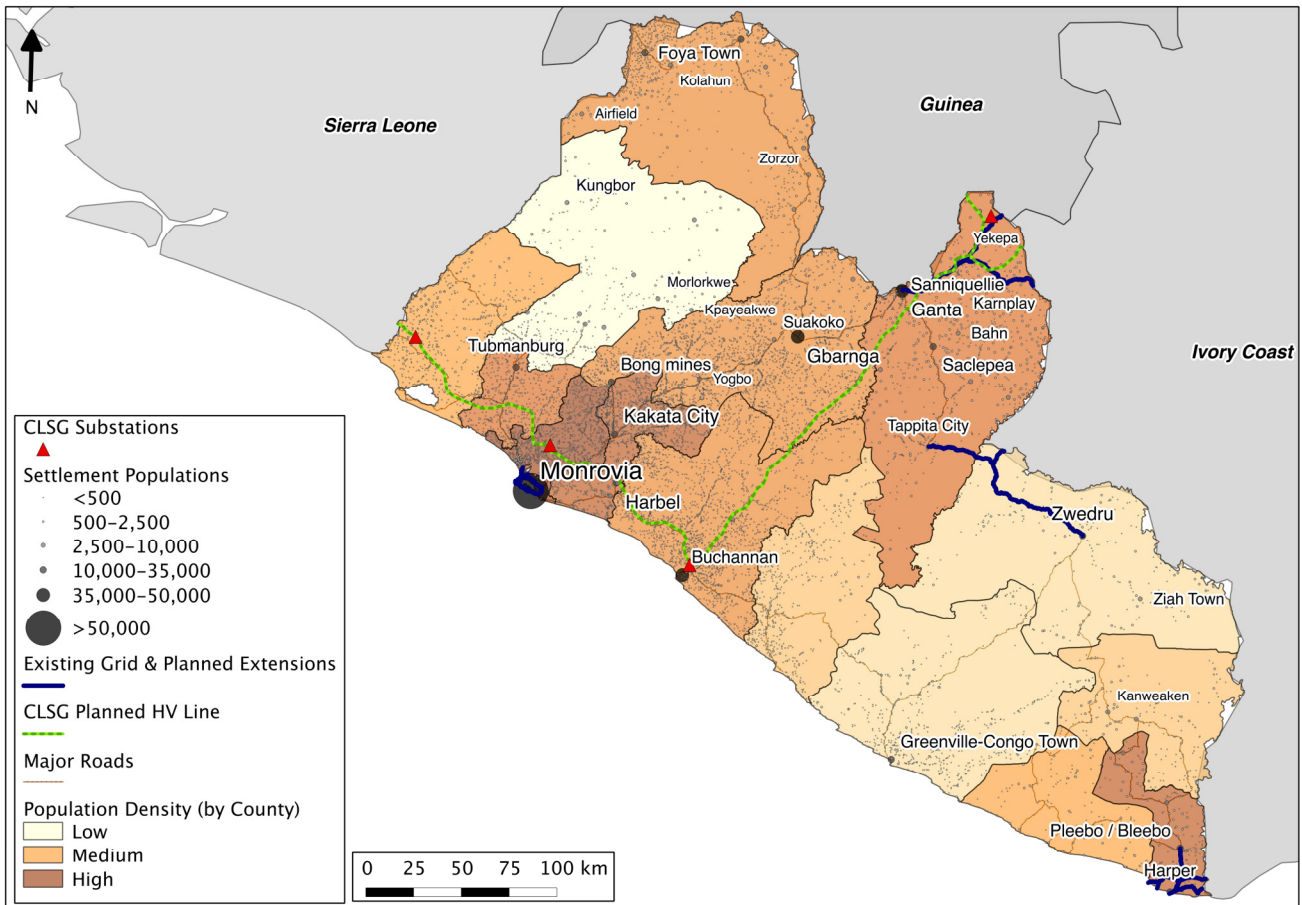 N
Sierra Leone
Guinea
Ivory Coast
Foya Town
Kolahun
Airfield
Zorzor
Kungbor
Yekepa
Morlorkwe
Sanniquellie
Karnplay
Kpayeakwe
Ganta
Suakoko
Bahn
Tubmanburg
Gbarnga
Bong mines
Saclepea
Yogbo
Kakata City
Tappita City
Monrovia
Harbel
Zwedru
Buchannan
Ziah Town
Kanweaken
Greenville-Congo Town
Pleebo / Bleebo
Harper
CLSG Substations
Settlement Populations
<500
500–2,500
2,500–10,000
10,000–35,000
35,000–50,000
>50,000
Existing Grid & Planned Extensions
CLSG Planned HV Line
Major Roads
Population Density (by County)
Low
Medium
High
0 25 50 75 100 km